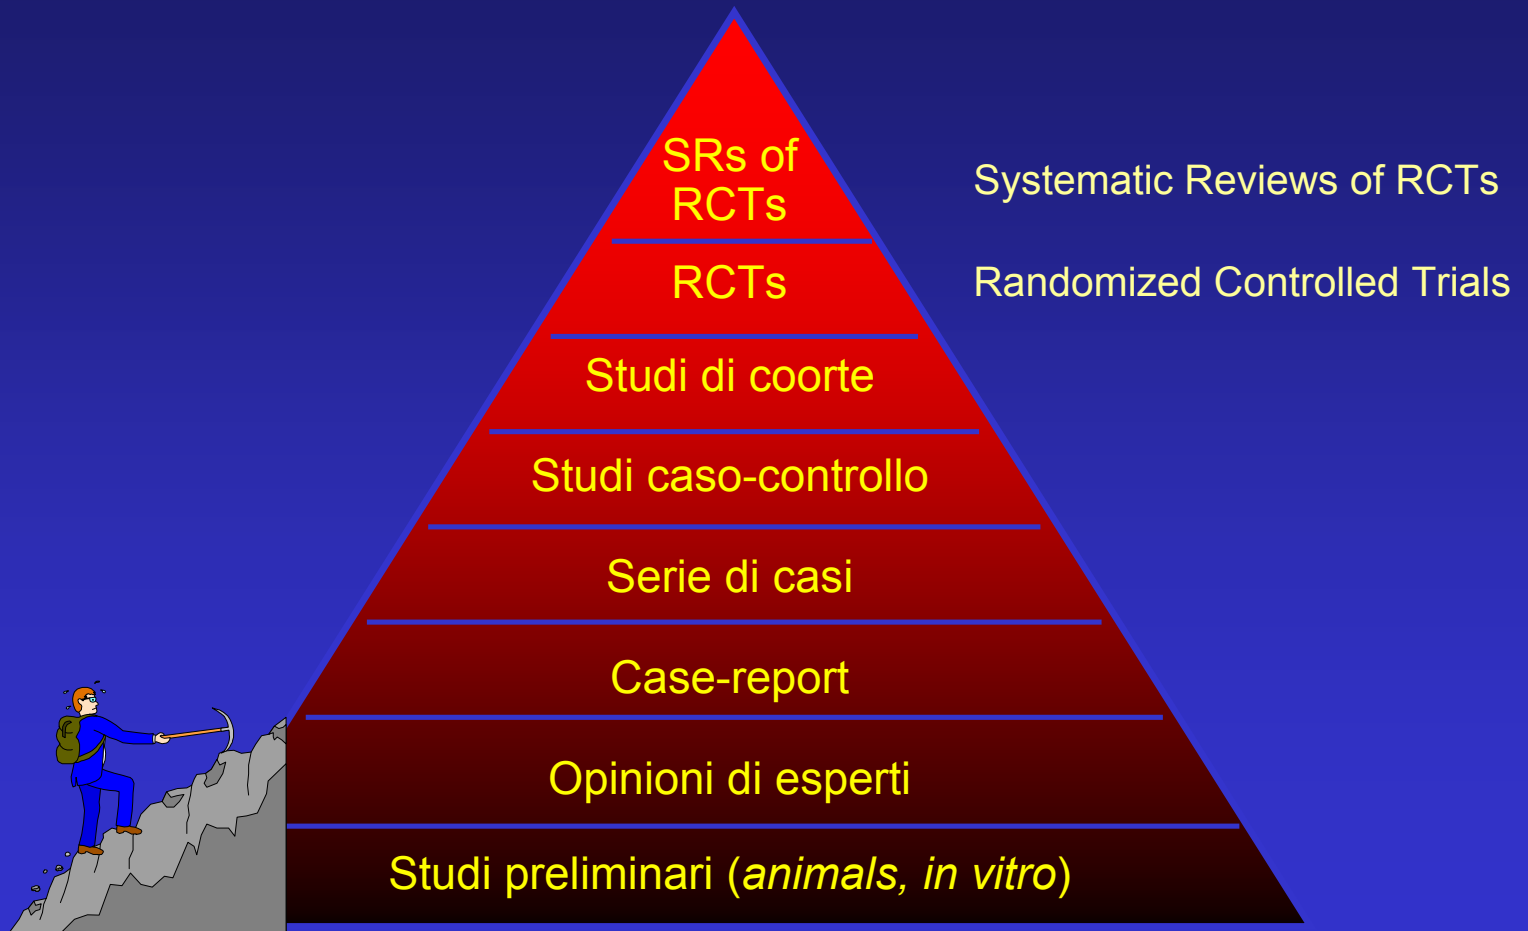 SRs of
RCTs
Systematic Reviews of RCTs
RCTs
Randomized Controlled Trials
Studi di coorte
Studi caso-controllo
Serie di casi
Case-report
Opinioni di esperti
Studi preliminari (animals, in vitro)